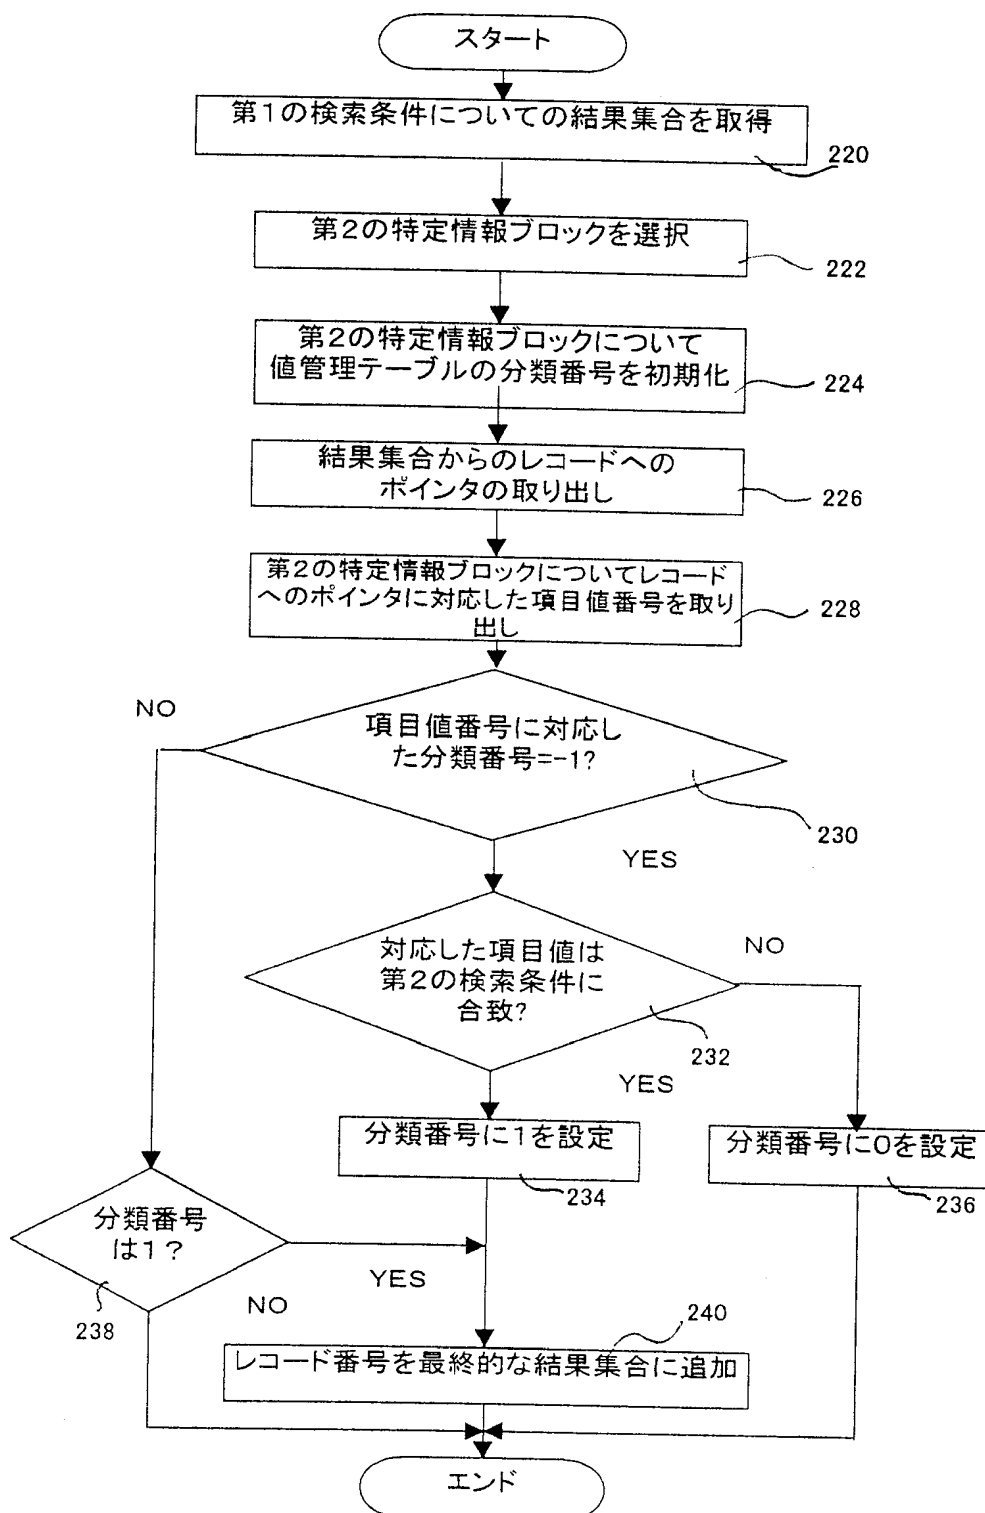 スタート
第1の検索条件についての結果集合を取得
220
第2の特定情報ブロックを選択
222
第2の特定情報ブロックについて
値管理テーブルの分類番号を初期化
224
結果集合からのレコードへの
ポインタの取り出し
226
第2の特定情報ブロックについてレコード
へのポインタに対応した項目値番号を取り
出し
228
NO
項目値番号に対応し
た分類番号=-1?
230
YES
対応した項目値は
第2の検索条件に
合致?
NO
232
YES
分類番号に1を設定
234
分類番号に0を設定
236
分類番号
は1?
YES
NO
238
240
レコード番号を最終的な結果集合に追加
エンド